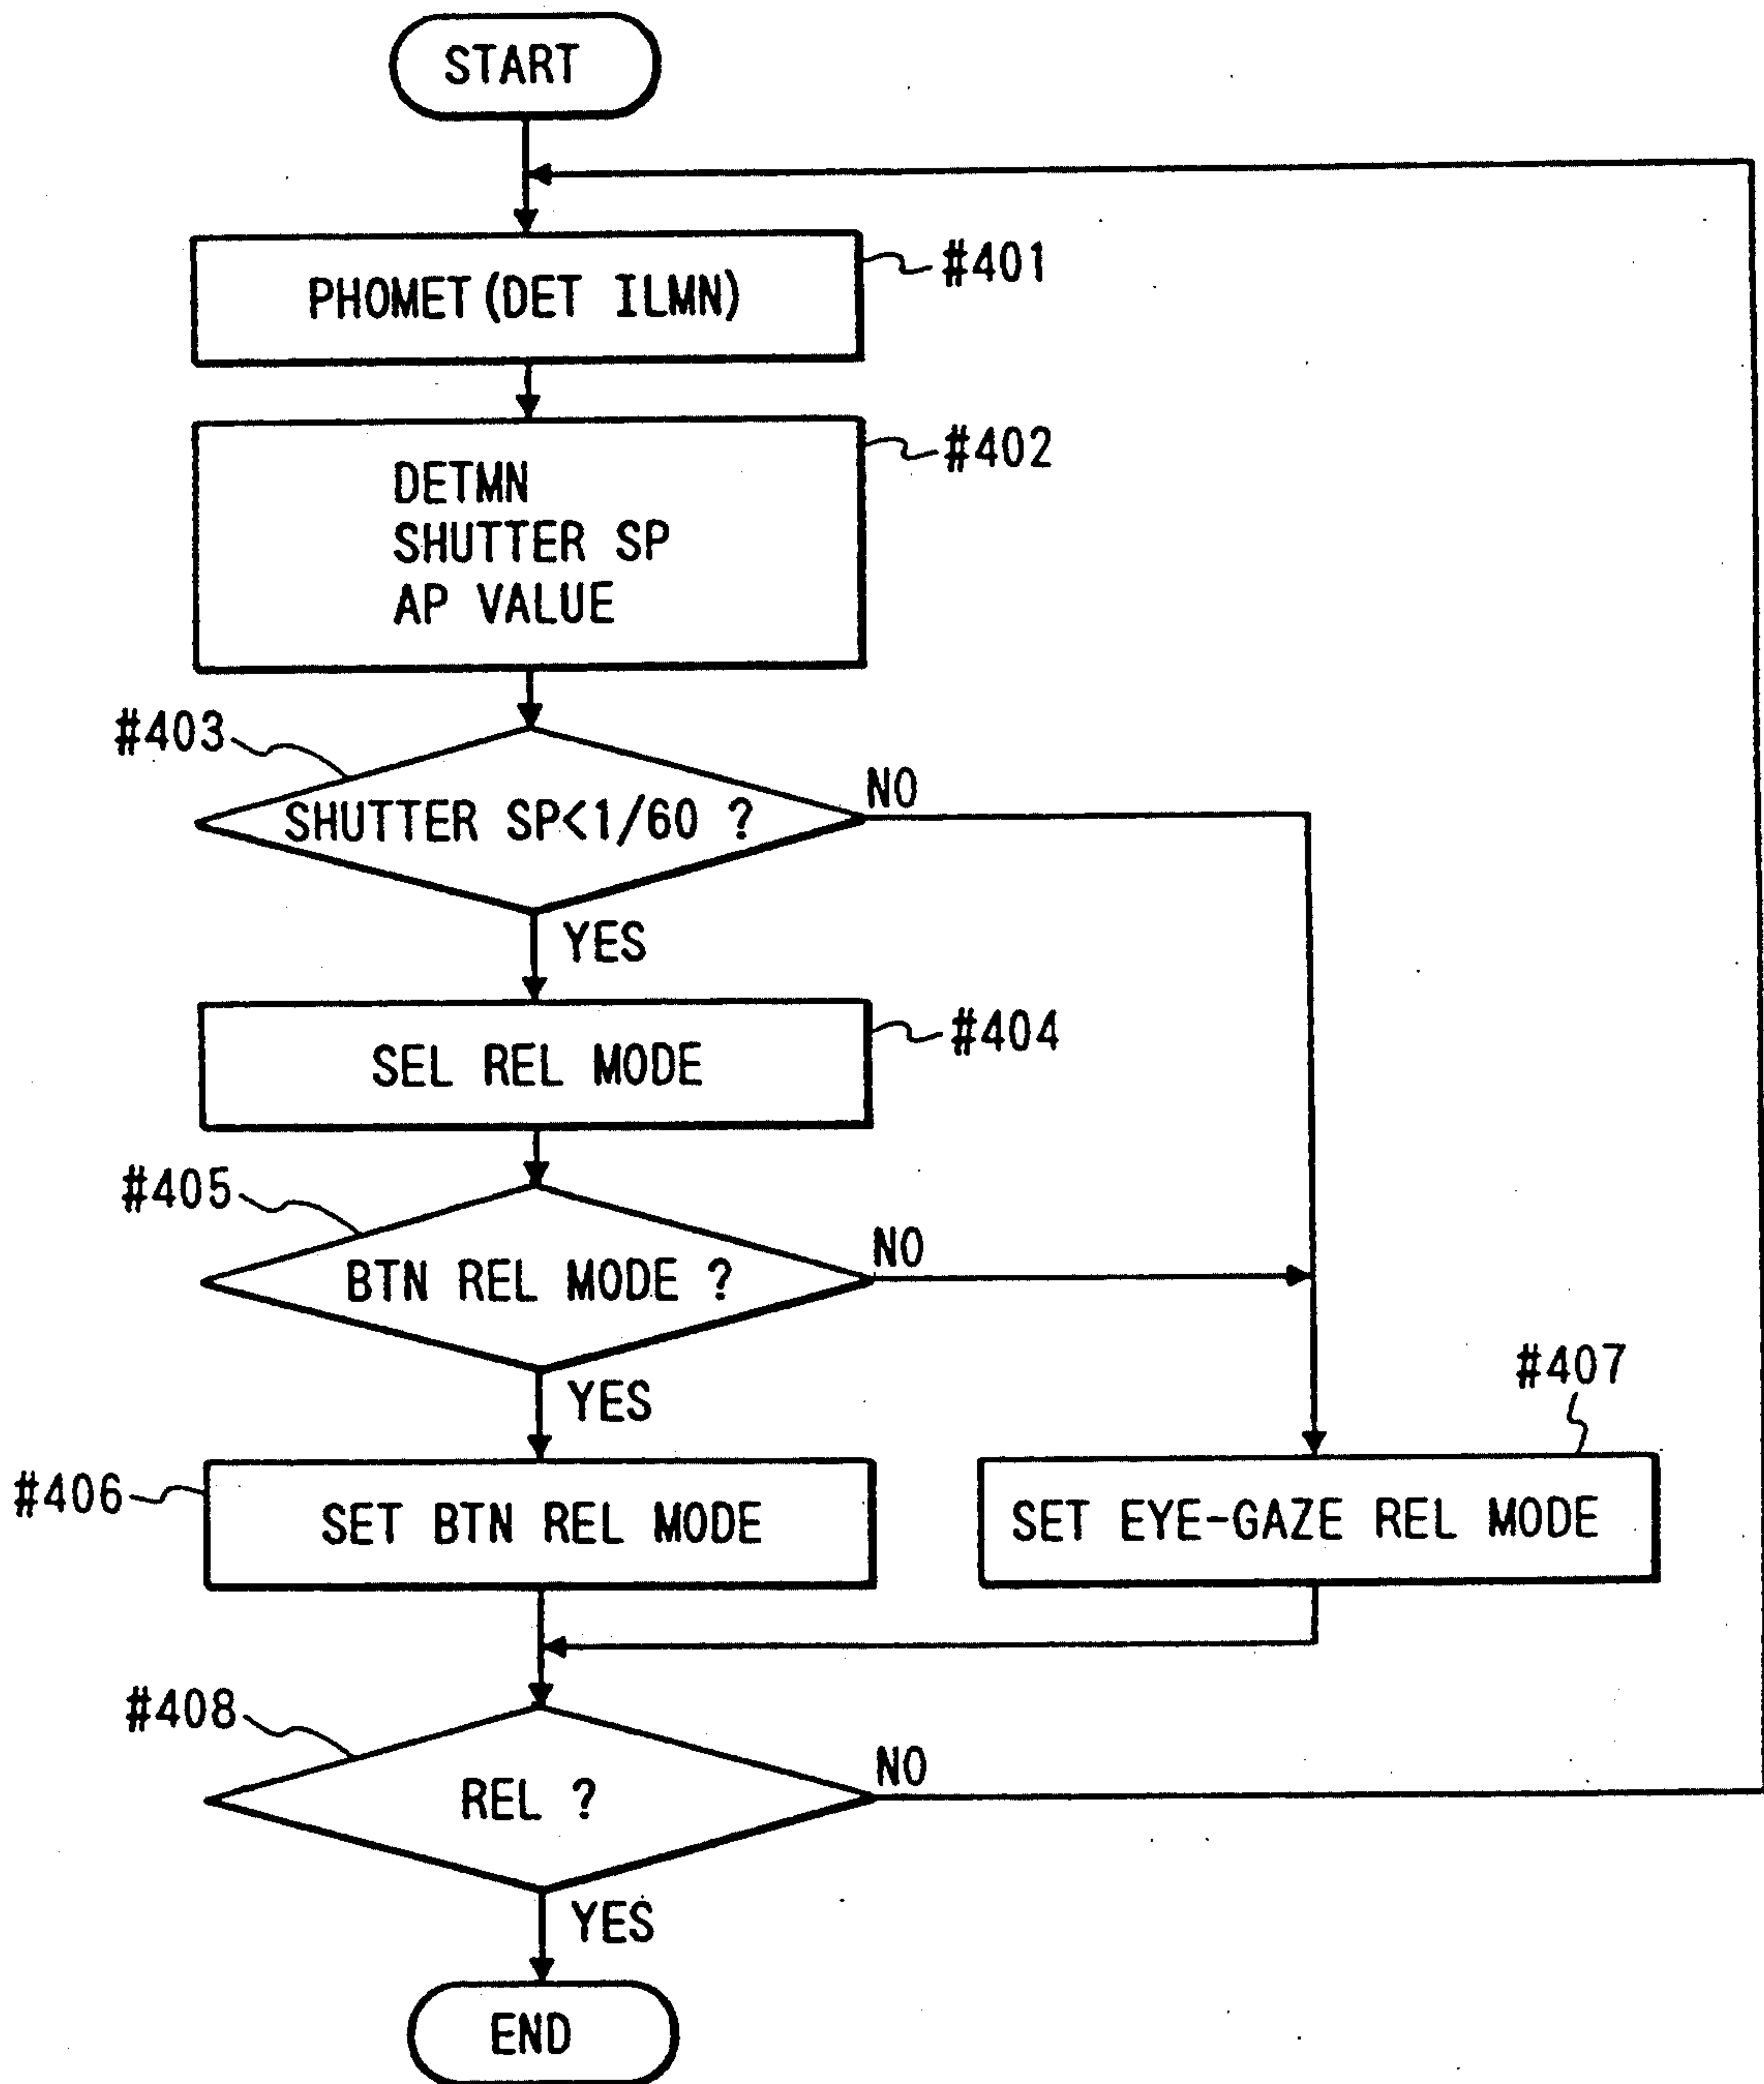 START
PHOMET(DET ILMN)
#401
DETMN
SHUTTER SP
AP VALUE
#402
#403
SHUTTER SP<1/60 ?
NO
YES
SEL REL MODE
#404
#405
BTN REL MODE ?
NO
YES
#406
SET BTN REL MODE
#407
SET EYE-GAZE REL MODE
#408
REL ?
NO
YES
END